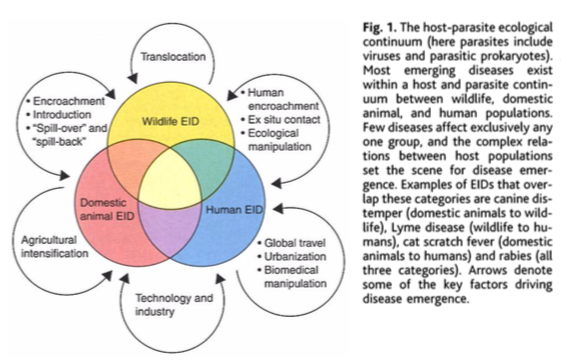 Translocation
• Encroachment
• Introduction
• "Spill-over" and
"spill-back"
Wildlife EID
• Human
encroachment
• Ex situ contact
• Ecological
manipulation
Domestic
animal EID
Human EID
Agricultural
intensification
• Global travel
• Urbanization
• Biomedical
manipulation
Technology and
industry
Fig. 1. The host-parasite ecological
continuum (here parasites include
viruses and parasitic prokaryotes).
Most emerging diseases exist
within a host and parasite contin-
uum between wildlife, domestic
animal, and human populations.
Few diseases affect exclusively any
one group, and the complex rela-
tions between host populations
set the scene for disease emer-
gence. Examples of EIDs that over-
lap these categories are canine dis-
temper (domestic animals to wild-
life), Lyme disease (wildlife to hu-
mans), cat scratch fever (domestic
animals to humans) and rabies (all
three categories). Arrows denote
some of the key factors driving
disease emergence.